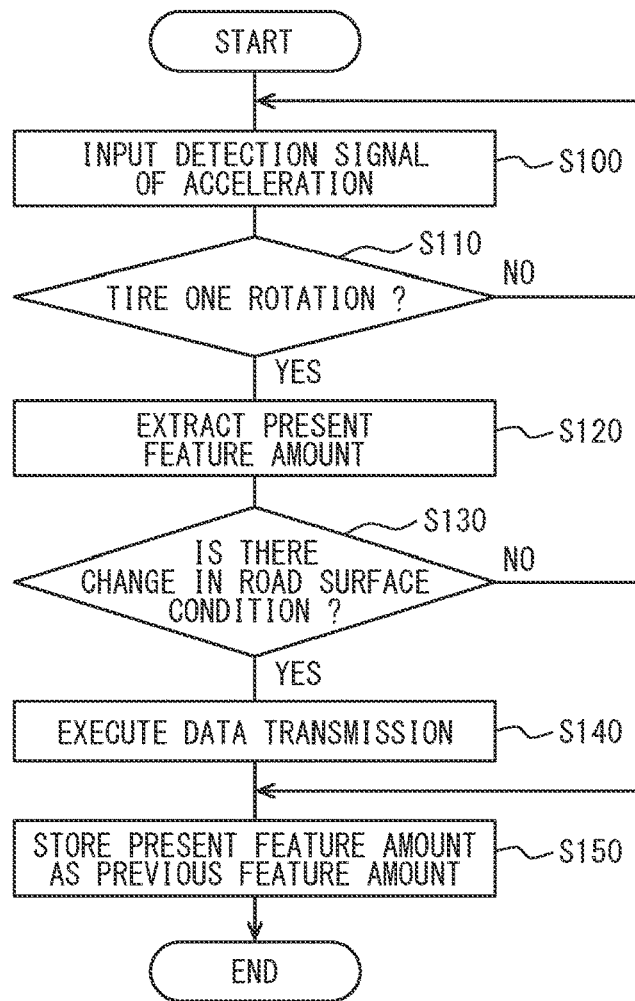 START
INPUT DETECTION SIGNAL
OF ACCELERATION
S100
S110
TIRE ONE ROTATION ?
NO
YES
EXTRACT PRESENT
FEATURE AMOUNT
S120
S130
IS THERE
CHANGE IN ROAD SURFACE
CONDITION ?
NO
YES
EXECUTE DATA TRANSMISSION
S140
STORE PRESENT FEATURE AMOUNT
AS PREVIOUS FEATURE AMOUNT
S150
END